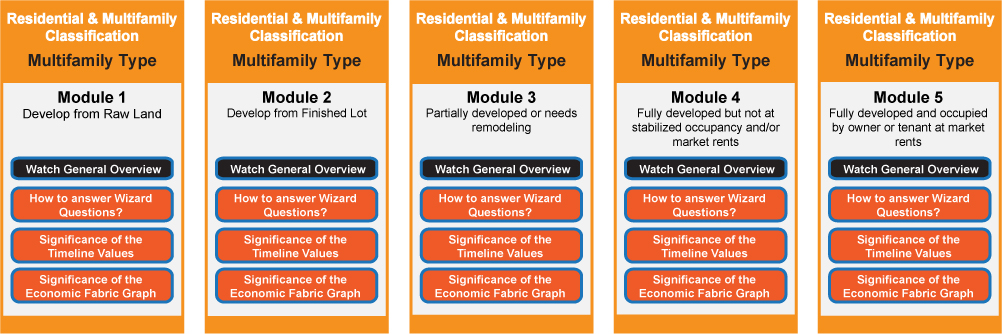 Residential & Multifamily
Classification
Multifamily Type
Module 1
Develop from Raw Land
Watch General Overview
How to answer Wizard
Questions?
Significance of the
Timeline Values
Significance of the
Economic Fabric Graph
Residential & Multifamily
Classification
Multifamily Type
Module 2
Develop from Finished Lot
Watch General Overview
How to answer Wizard
Questions?
Significance of the
Timeline Values
Significance of the
Economic Fabric Graph
Residential & Multifamily
Classification
Multifamily Type
Module 3
Partially developed or needs
remodeling
Watch General Overview
How to answer Wizard
Questions?
Significance of the
Timeline Values
Significance of the
Economic Fabric Graph
Residential & Multifamily
Classification
Multifamily Type
Module 4
Fully developed but not at
stabilized occupancy and/or
market rents
Watch General Overview
How to answer Wizard
Questions?
Significance of the
Timeline Values
Significance of the
Economic Fabric Graph
Residential & Multifamily
Classification
Multifamily Type
Module 5
Fully developed and occupied
by owner or tenant at market
rents
Watch General Overview
How to answer Wizard
Questions?
Significance of the
Timeline Values
Significance of the
Economic Fabric Graph